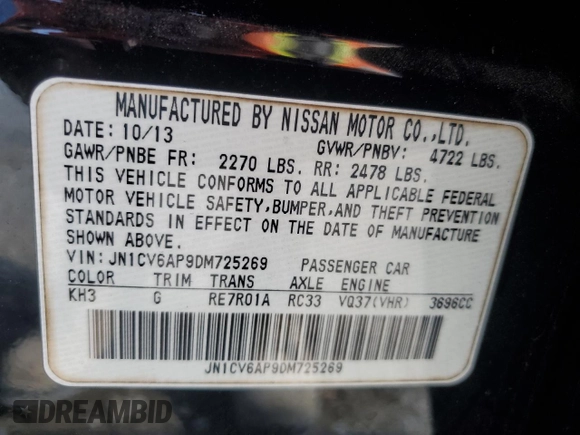 MANUFACTURED BY NISSAN MOTOR CO.,LTD.
DATE: 10/13 GVWR/PNBV: 4722 LBS.
GAWR/PNBE FR: 2270 LBS. RR: 2478 LBS.
THIS VEHICLE CONFORMS TO ALL APPLICABLE FEDERAL
MOTOR VEHICLE SAFETY,BUMPER,AND THEFT PREVENTION
STANDARDS IN EFFECT ON THE DATE OF MANUFACTURE
SHOWN ABOVE.
VIN: JN1CV6AP9DM725269 PASSENGER CAR
COLOR TRIM TRANS AXLE ENGINE
KH3 G RE7R01A RC33 VQ37(VHR) 3696CC
JN1CV6AP9DM725269
DREAMBID